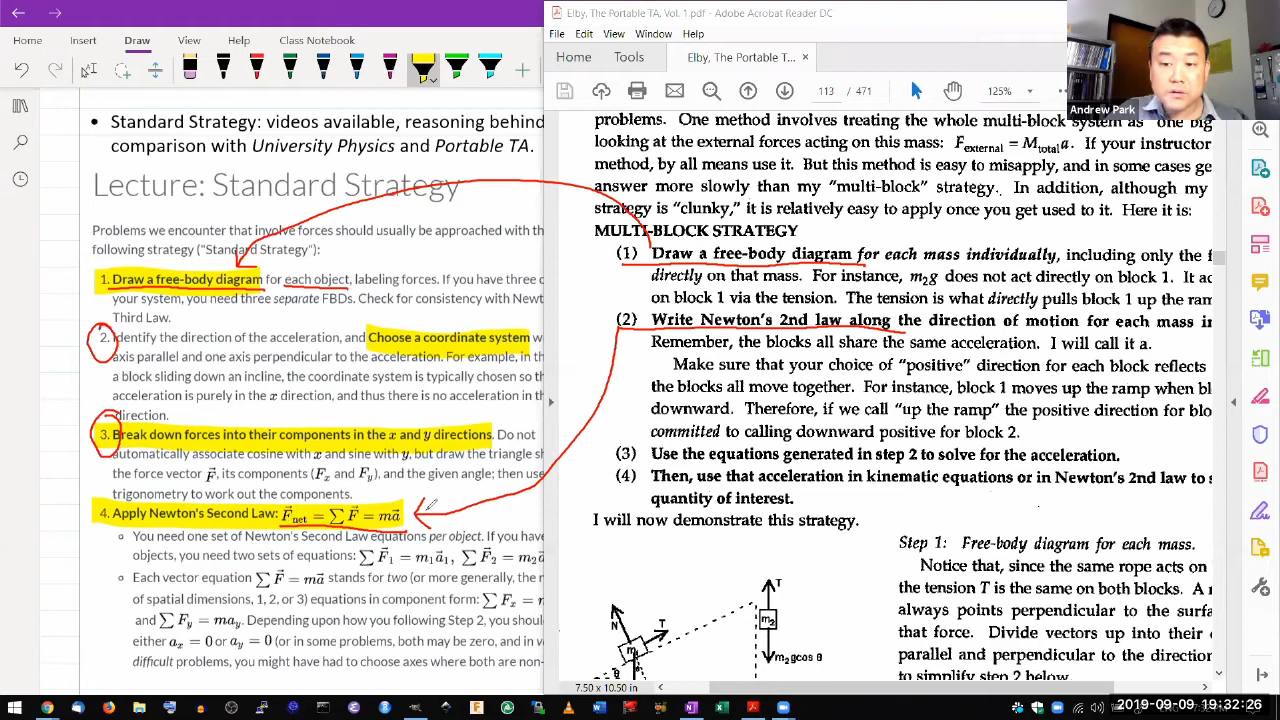 Elby, The Portable TA, Vol. 1.pdf - Adobe Acrobat Reader DC
File Edit View Window Help
Home Insert Draw View Help Class Notebook
Home Tools Elby, The Portable T... ×
113 / 471 125%
Andrew Park
• Standard Strategy: videos available, reasoning behind
comparison with University Physics and Portable TA.
Lecture: Standard Strategy
Problems we encounter that involve forces should usually be approached with the
following strategy ("Standard Strategy"):
1. Draw a free-body diagram for each object, labeling forces. If you have three
your system, you need three separate FBDs. Check for consistency with Newt
Third Law.
2. Identify the direction of the acceleration, and Choose a coordinate system w
axis parallel and one axis perpendicular to the acceleration. For example, in th
a block sliding down an incline, the coordinate system is typically chosen so th
acceleration is purely in the x direction, and thus there is no acceleration in the
direction.
3. Break down forces into their components in the x and y directions. Do not
automatically associate cosine with x and sine with y, but draw the triangle sh
the force vector F⃗, its components (Fx and Fy), and the given angle; then use
trigonometry to work out the components.
4. Apply Newton's Second Law: F⃗net = ∑ F⃗ = ma⃗
You need one set of Newton's Second Law equations per object. If you have
objects, you need two sets of equations: ∑ F⃗1 = m1a⃗1, ∑ F⃗2 = m2a⃗
Each vector equation ∑ F⃗ = ma⃗ stands for two (or more generally, the n
of spatial dimensions, 1, 2, or 3) equations in component form: ∑ Fx = m
and ∑ Fy = may. Depending upon how you following Step 2, you shoul
either ax = 0 or ay = 0 (or in some problems, both may be zero, and in v
difficult problems, you might have had to choose axes where both are non-
problems. One method involves treating the whole multi-block system as "one big
looking at the external forces acting on this mass: Fexternal = Mtotala. If your instructor
method, by all means use it. But this method is easy to misapply, and in some cases ge
answer more slowly than my "multi-block" strategy. In addition, although my
strategy is "clunky," it is relatively easy to apply once you get used to it. Here it is:
MULTI-BLOCK STRATEGY
(1) Draw a free-body diagram for each mass individually, including only the f
directly on that mass. For instance, m2g does not act directly on block 1. It ac
on block 1 via the tension. The tension is what directly pulls block 1 up the ram
(2) Write Newton's 2nd law along the direction of motion for each mass in
Remember, the blocks all share the same acceleration. I will call it a.
Make sure that your choice of "positive" direction for each block reflects
the blocks all move together. For instance, block 1 moves up the ramp when bl
downward. Therefore, if we call "up the ramp" the positive direction for bloc
committed to calling downward positive for block 2.
(3) Use the equations generated in step 2 to solve for the acceleration.
(4) Then, use that acceleration in kinematic equations or in Newton's 2nd law to s
quantity of interest.
I will now demonstrate this strategy.
Step 1: Free-body diagram for each mass.
Notice that, since the same rope acts on
the tension T is the same on both blocks. A n
always points perpendicular to the surfa
that force. Divide vectors up into their c
parallel and perpendicular to the direction
to simplify step 2 below.
T
N
T
m2
m
m2gcos θ
θ
7.50 x 10.50 in
2019-09-09 19:32:26